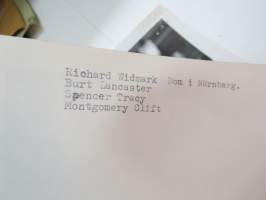 Richard Widmark Dom i Nürnberg.
Burt Lancaster
Spencer Tracy
Montgomery Clift